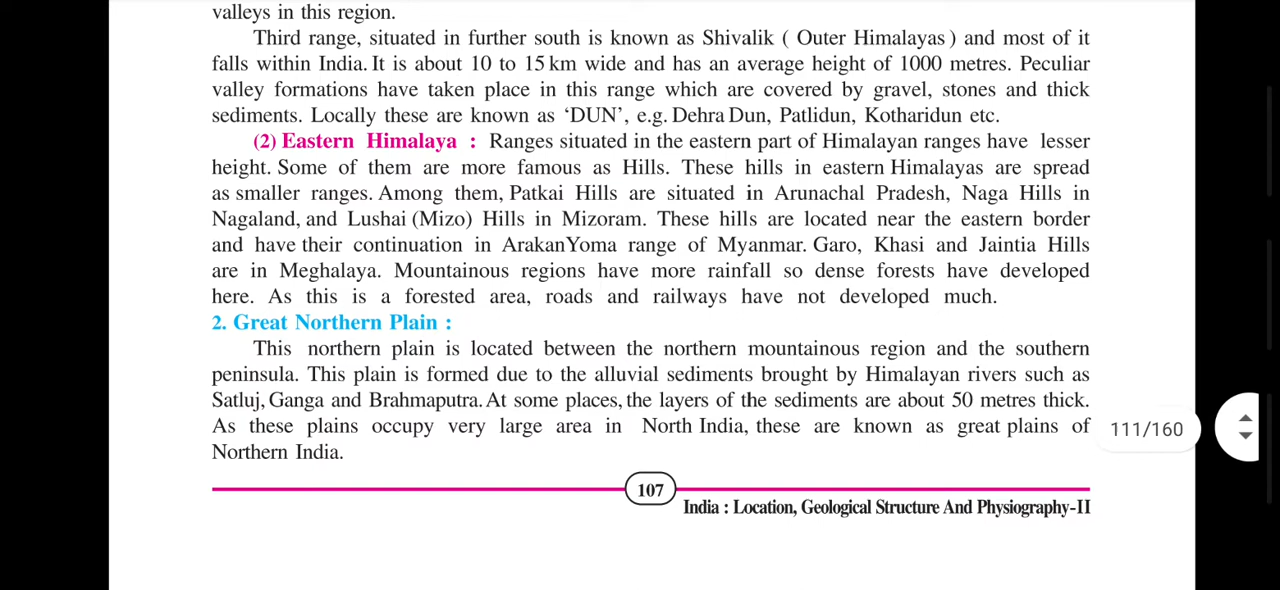 valleys in this region.
Third range, situated in further south is known as Shivalik ( Outer Himalayas ) and most of it
falls within India. It is about 10 to 15 km wide and has an average height of 1000 metres. Peculiar
valley formations have taken place in this range which are covered by gravel, stones and thick
sediments. Locally these are known as ‘DUN’, e.g. Dehra Dun, Patlidun, Kotharidun etc.
(2) Eastern Himalaya : Ranges situated in the eastern part of Himalayan ranges have lesser
height. Some of them are more famous as Hills. These hills in eastern Himalayas are spread
as smaller ranges. Among them, Patkai Hills are situated in Arunachal Pradesh, Naga Hills in
Nagaland, and Lushai (Mizo) Hills in Mizoram. These hills are located near the eastern border
and have their continuation in ArakanYoma range of Myanmar. Garo, Khasi and Jaintia Hills
are in Meghalaya. Mountainous regions have more rainfall so dense forests have developed
here. As this is a forested area, roads and railways have not developed much.
2. Great Northern Plain :
This northern plain is located between the northern mountainous region and the southern
peninsula. This plain is formed due to the alluvial sediments brought by Himalayan rivers such as
Satluj, Ganga and Brahmaputra. At some places, the layers of the sediments are about 50 metres thick.
As these plains occupy very large area in North India, these are known as great plains of
Northern India.
111/160
107
India : Location, Geological Structure And Physiography-II